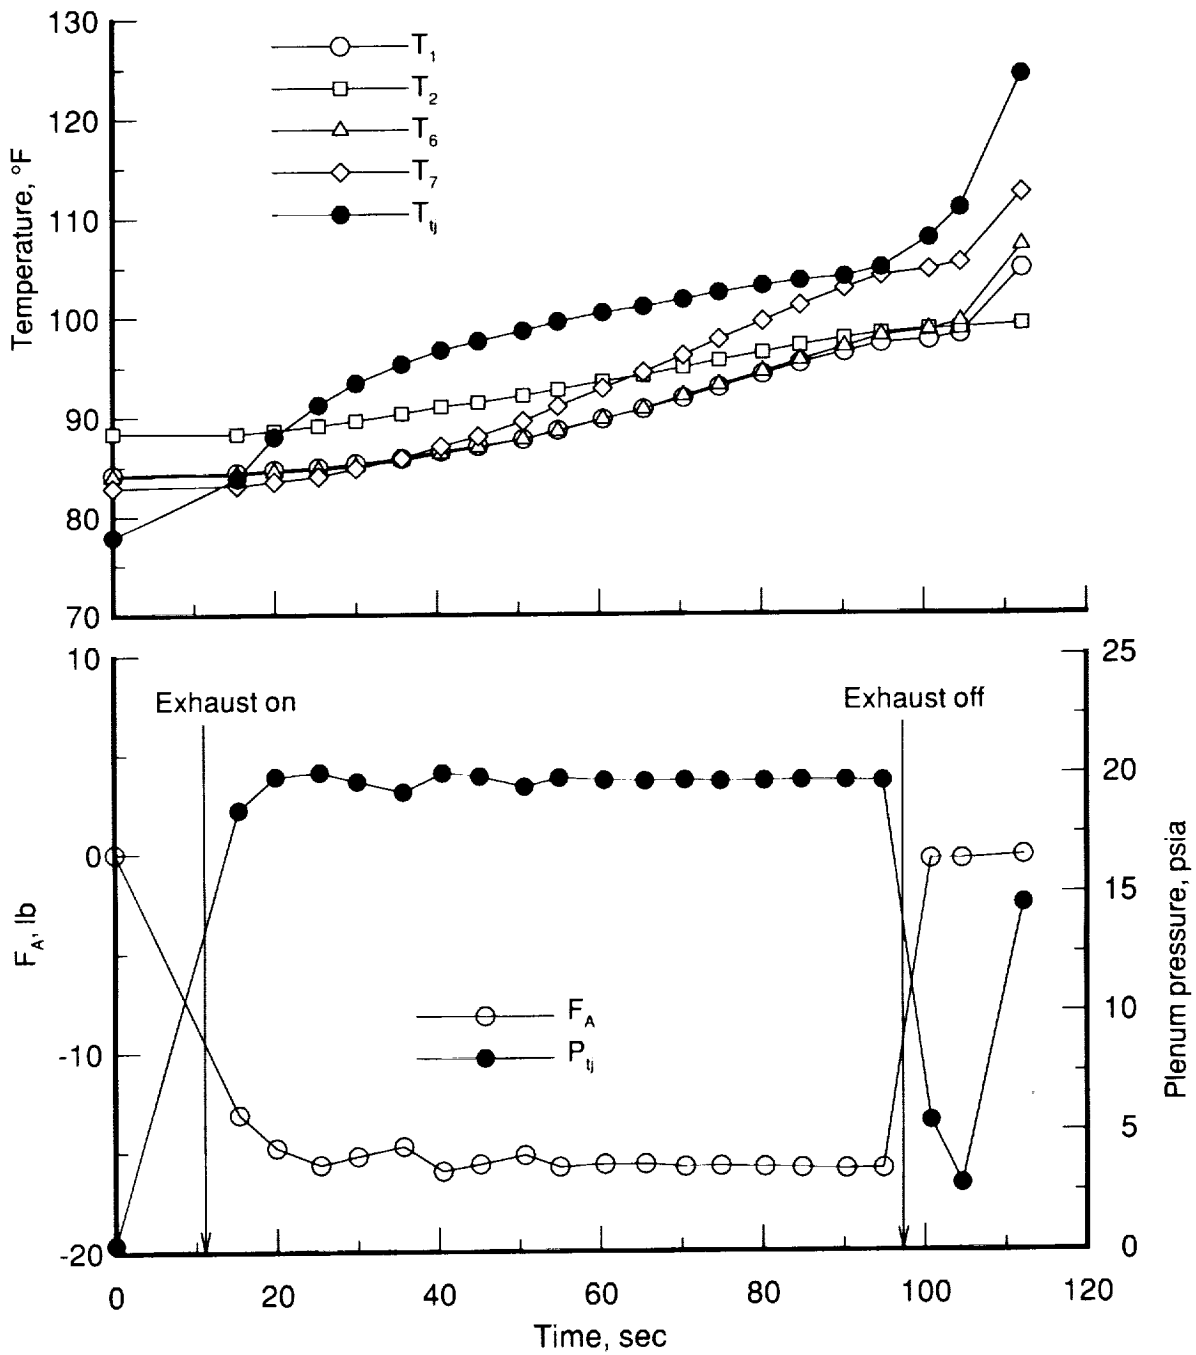 130
120
110
100
90
80
70
Temperature, °F
T1
T2
T6
T7
Ttj
10
0
-10
-20
FA, lb
Exhaust on
Exhaust off
FA
Ptj
25
20
15
10
5
0
Plenum pressure, psia
0 20 40 60 80 100 120
Time, sec